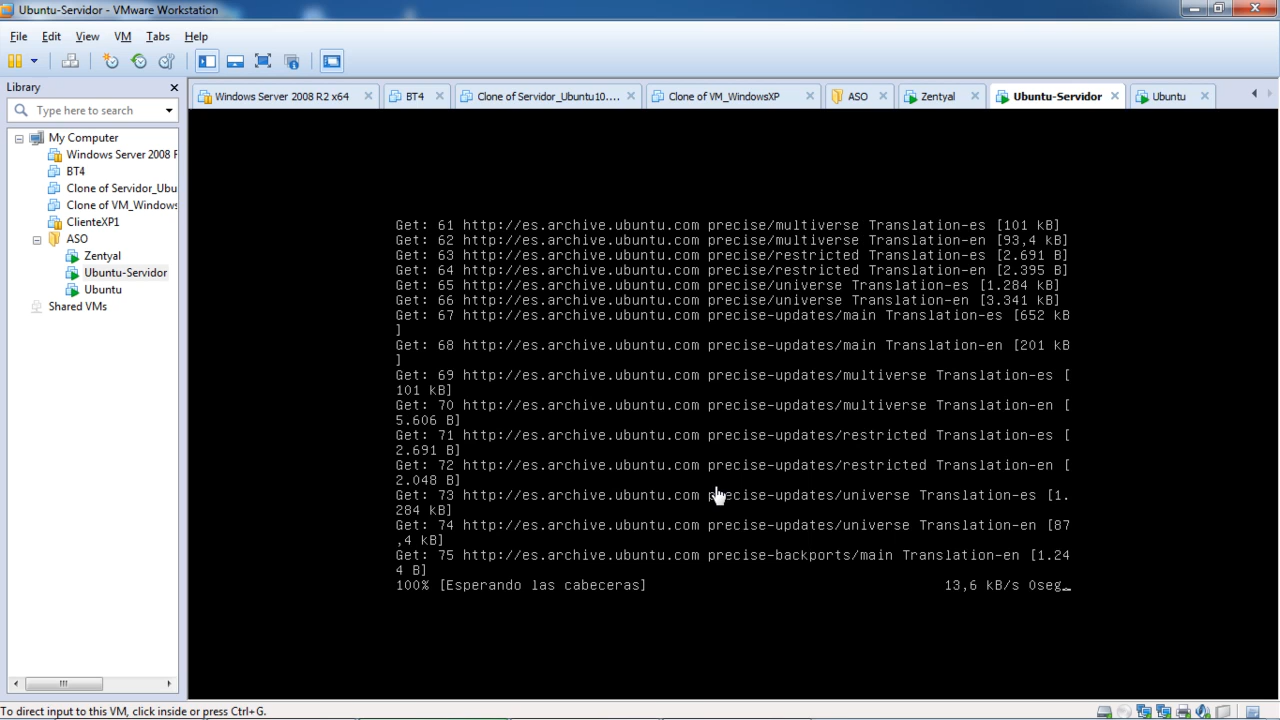 Ubuntu-Servidor - VMware Workstation
File Edit View VM Tabs Help
Library
Type here to search
My Computer
Windows Server 2008 F
BT4
Clone of Servidor_Ubu
Clone of VM_Windows
ClienteXP1
ASO
Zentyal
Ubuntu-Servidor
Ubuntu
Shared VMs
Windows Server 2008 R2 x64 BT4 Clone of Servidor_Ubuntu10.... Clone of VM_WindowsXP ASO Zentyal Ubuntu-Servidor Ubuntu
Get: 61 http://es.archive.ubuntu.com precise/multiverse Translation-es [101 kB]
Get: 62 http://es.archive.ubuntu.com precise/multiverse Translation-en [93,4 kB]
Get: 63 http://es.archive.ubuntu.com precise/restricted Translation-es [2.691 B]
Get: 64 http://es.archive.ubuntu.com precise/restricted Translation-en [2.395 B]
Get: 65 http://es.archive.ubuntu.com precise/universe Translation-es [1.284 kB]
Get: 66 http://es.archive.ubuntu.com precise/universe Translation-en [3.341 kB]
Get: 67 http://es.archive.ubuntu.com precise-updates/main Translation-es [652 kB
]
Get: 68 http://es.archive.ubuntu.com precise-updates/main Translation-en [201 kB
]
Get: 69 http://es.archive.ubuntu.com precise-updates/multiverse Translation-es [
101 kB]
Get: 70 http://es.archive.ubuntu.com precise-updates/multiverse Translation-en [
5.606 B]
Get: 71 http://es.archive.ubuntu.com precise-updates/restricted Translation-es [
2.691 B]
Get: 72 http://es.archive.ubuntu.com precise-updates/restricted Translation-en [
2.048 B]
Get: 73 http://es.archive.ubuntu.com precise-updates/universe Translation-es [1.
284 kB]
Get: 74 http://es.archive.ubuntu.com precise-updates/universe Translation-en [87
,4 kB]
Get: 75 http://es.archive.ubuntu.com precise-backports/main Translation-en [1.24
4 B]
100% [Esperando las cabeceras] 13,6 kB/s 0seg
To direct input to this VM, click inside or press Ctrl+G.